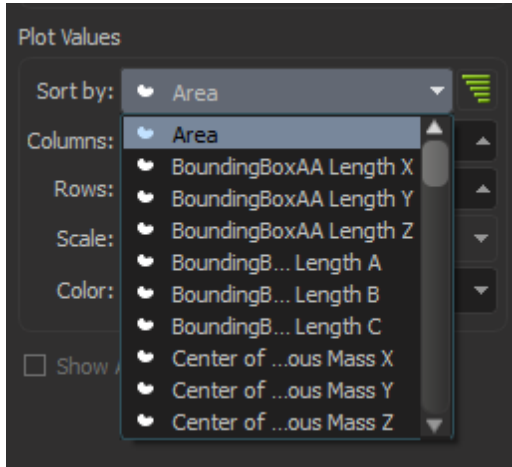 Plot Values
Sort by: Area
Area
Columns:
BoundingBoxAA Length X
Rows:
BoundingBoxAA Length Y
BoundingBoxAA Length Z
Scale:
BoundingB... Length A
Color:
BoundingB... Length B
BoundingB... Length C
Show
Center of ...ous Mass X
Center of ...ous Mass Y
Center of ...ous Mass Z